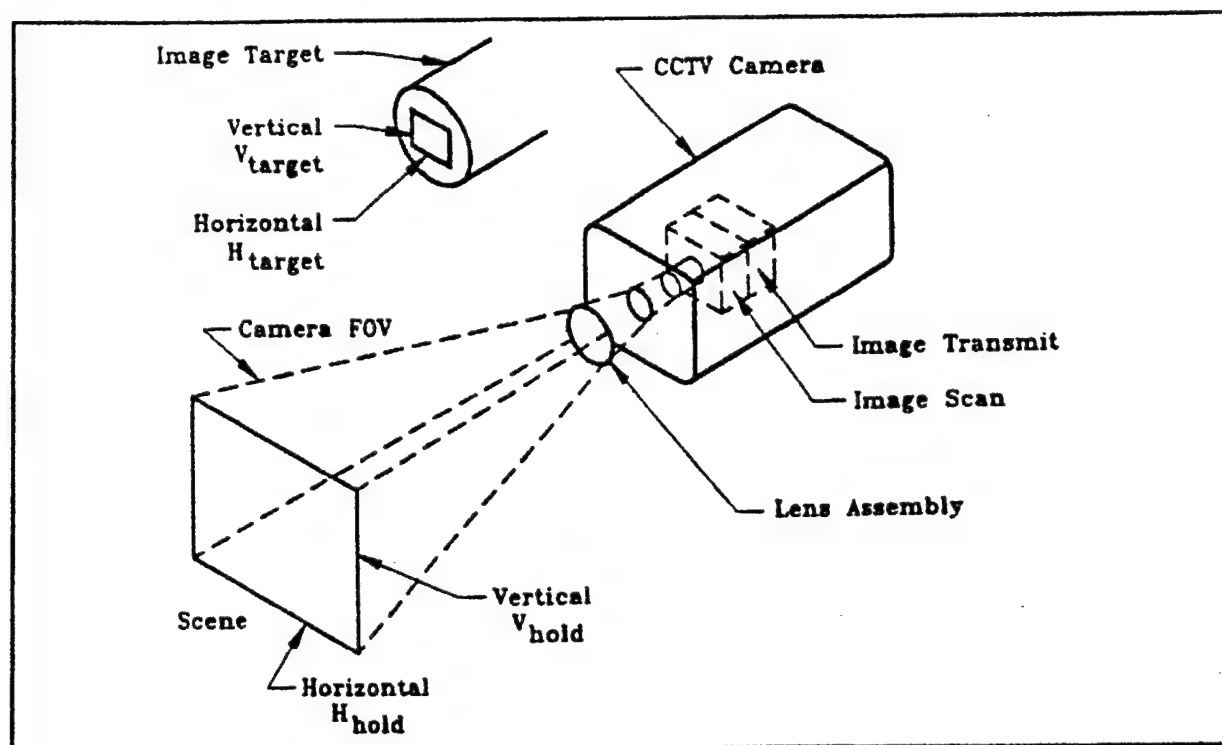 Image Target
CCTV Camera
Vertical
Vtarget
Horizontal
Htarget
Camera FOV
Image Transmit
Image Scan
Lens Assembly
Vertical
Vhold
Scene
Horizontal
Hhold